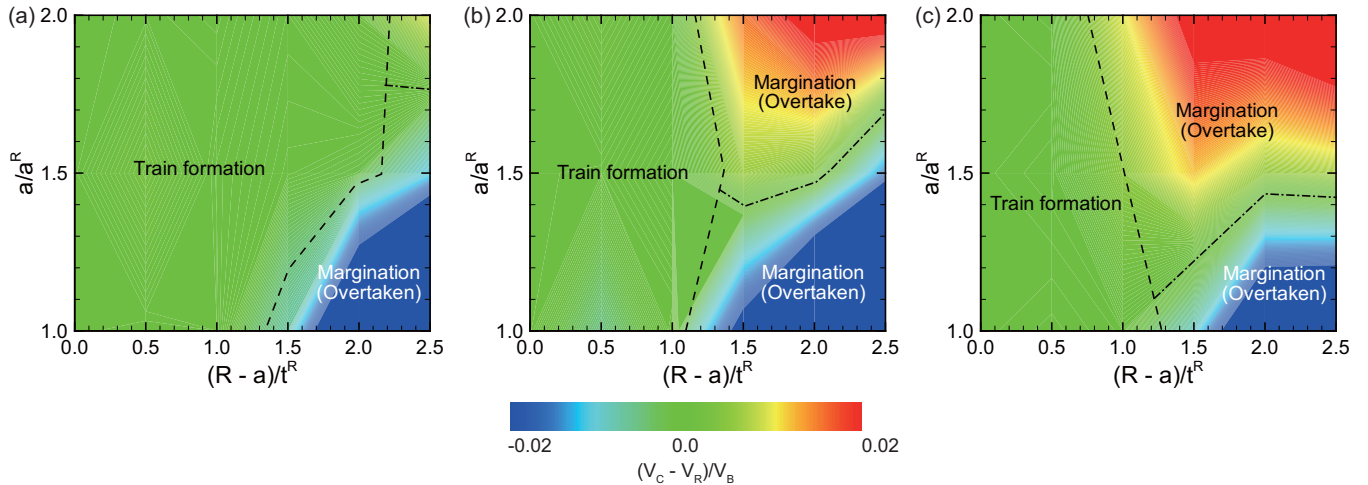 (a)
2.0
1.5
1.0
a/a^R
Train formation
Margination
(Overtaken)
0.0 0.5 1.0 1.5 2.0 2.5
(R - a)/t^R
(b)
2.0
1.5
1.0
a/a^R
Margination
(Overtake)
Train formation
Margination
(Overtaken)
0.0 0.5 1.0 1.5 2.0 2.5
(R - a)/t^R
(c)
2.0
1.5
1.0
a/a^R
Margination
(Overtake)
Train formation
Margination
(Overtaken)
0.0 0.5 1.0 1.5 2.0 2.5
(R - a)/t^R
-0.02 0.0 0.02
(V_C - V_R)/V_B